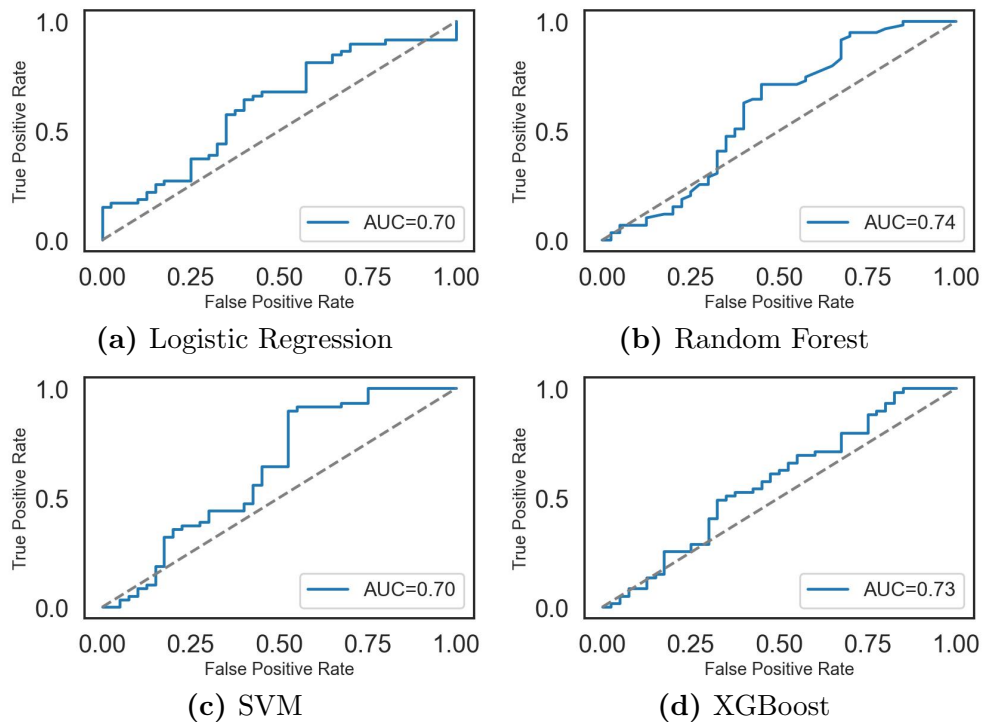 1.0
0.5
0.0
True Positive Rate
AUC=0.70
0.00 0.25 0.50 0.75 1.00
False Positive Rate
(a) Logistic Regression
1.0
0.5
0.0
True Positive Rate
AUC=0.74
0.00 0.25 0.50 0.75 1.00
False Positive Rate
(b) Random Forest
1.0
0.5
0.0
True Positive Rate
AUC=0.70
0.00 0.25 0.50 0.75 1.00
False Positive Rate
(c) SVM
1.0
0.5
0.0
True Positive Rate
AUC=0.73
0.00 0.25 0.50 0.75 1.00
False Positive Rate
(d) XGBoost